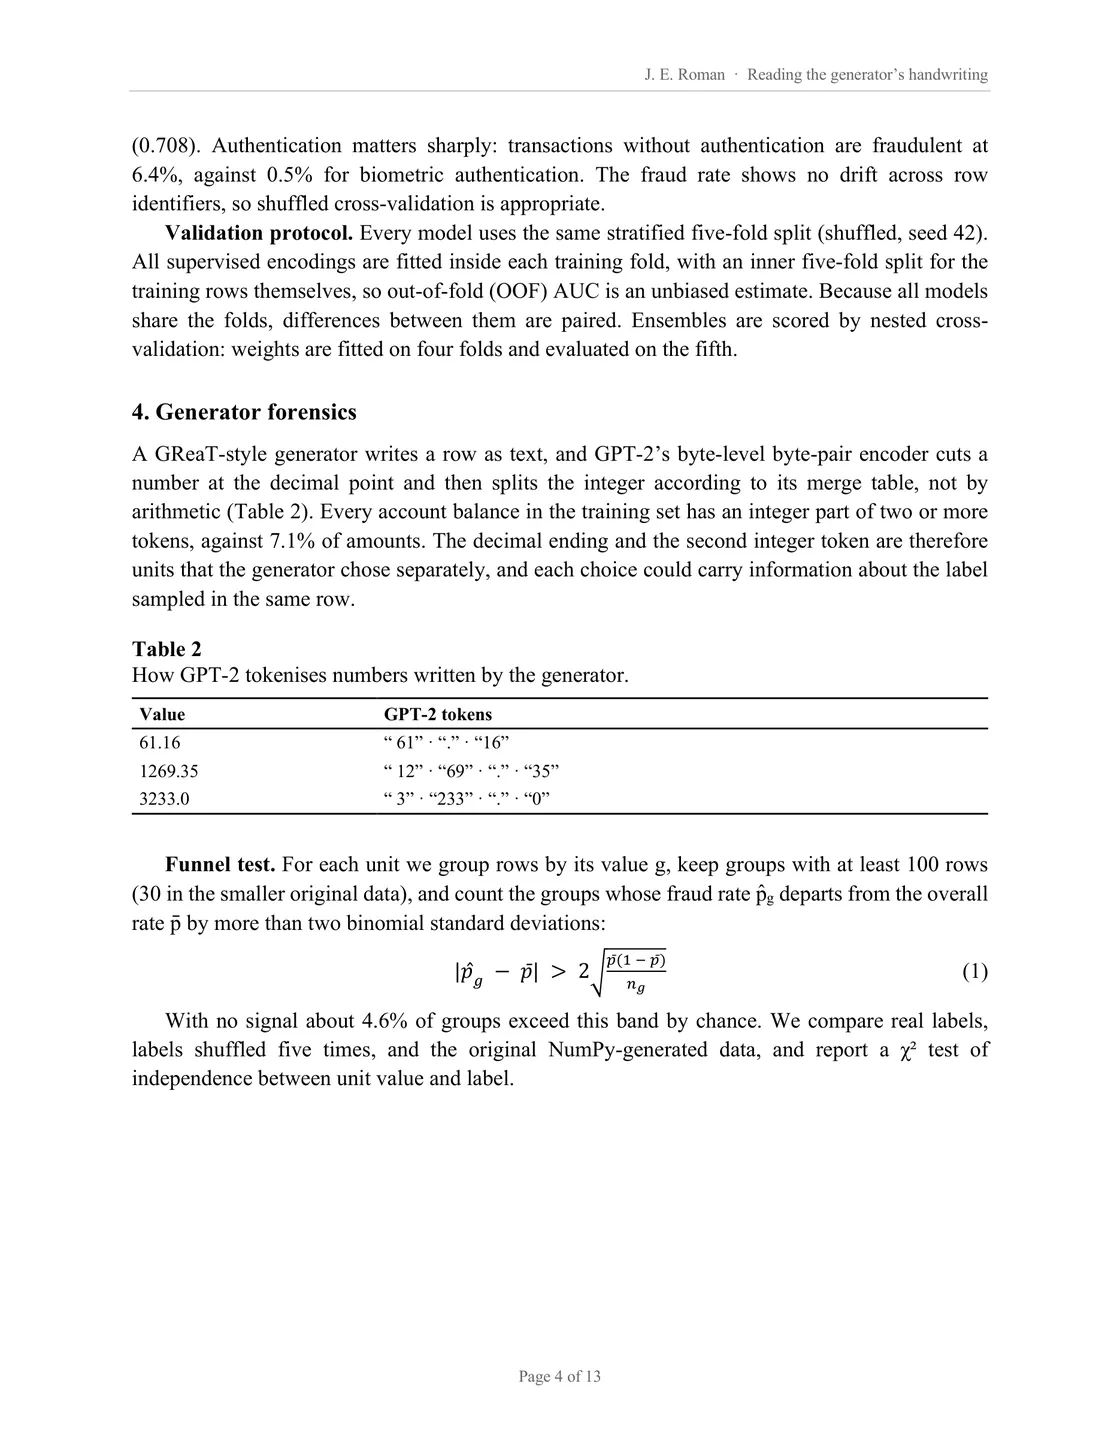 J. E. Roman · Reading the generator’s handwriting
(0.708). Authentication matters sharply: transactions without authentication are fraudulent at
6.4%, against 0.5% for biometric authentication. The fraud rate shows no drift across row
identifiers, so shuffled cross-validation is appropriate.
Validation protocol. Every model uses the same stratified five-fold split (shuffled, seed 42).
All supervised encodings are fitted inside each training fold, with an inner five-fold split for the
training rows themselves, so out-of-fold (OOF) AUC is an unbiased estimate. Because all models
share the folds, differences between them are paired. Ensembles are scored by nested cross-
validation: weights are fitted on four folds and evaluated on the fifth.
4. Generator forensics
A GReaT-style generator writes a row as text, and GPT-2’s byte-level byte-pair encoder cuts a
number at the decimal point and then splits the integer according to its merge table, not by
arithmetic (Table 2). Every account balance in the training set has an integer part of two or more
tokens, against 7.1% of amounts. The decimal ending and the second integer token are therefore
units that the generator chose separately, and each choice could carry information about the label
sampled in the same row.
Table 2
How GPT-2 tokenises numbers written by the generator.
Value GPT-2 tokens
61.16 “ 61” · “.” · “16”
1269.35 “ 12” · “69” · “.” · “35”
3233.0 “ 3” · “233” · “.” · “0”
Funnel test. For each unit we group rows by its value g, keep groups with at least 100 rows
(30 in the smaller original data), and count the groups whose fraud rate p̂g departs from the overall
rate p̄ by more than two binomial standard deviations:
|p̂g − p̄| > 2√(p̄(1 − p̄)/ng) (1)
With no signal about 4.6% of groups exceed this band by chance. We compare real labels,
labels shuffled five times, and the original NumPy-generated data, and report a χ² test of
independence between unit value and label.
Page 4 of 13